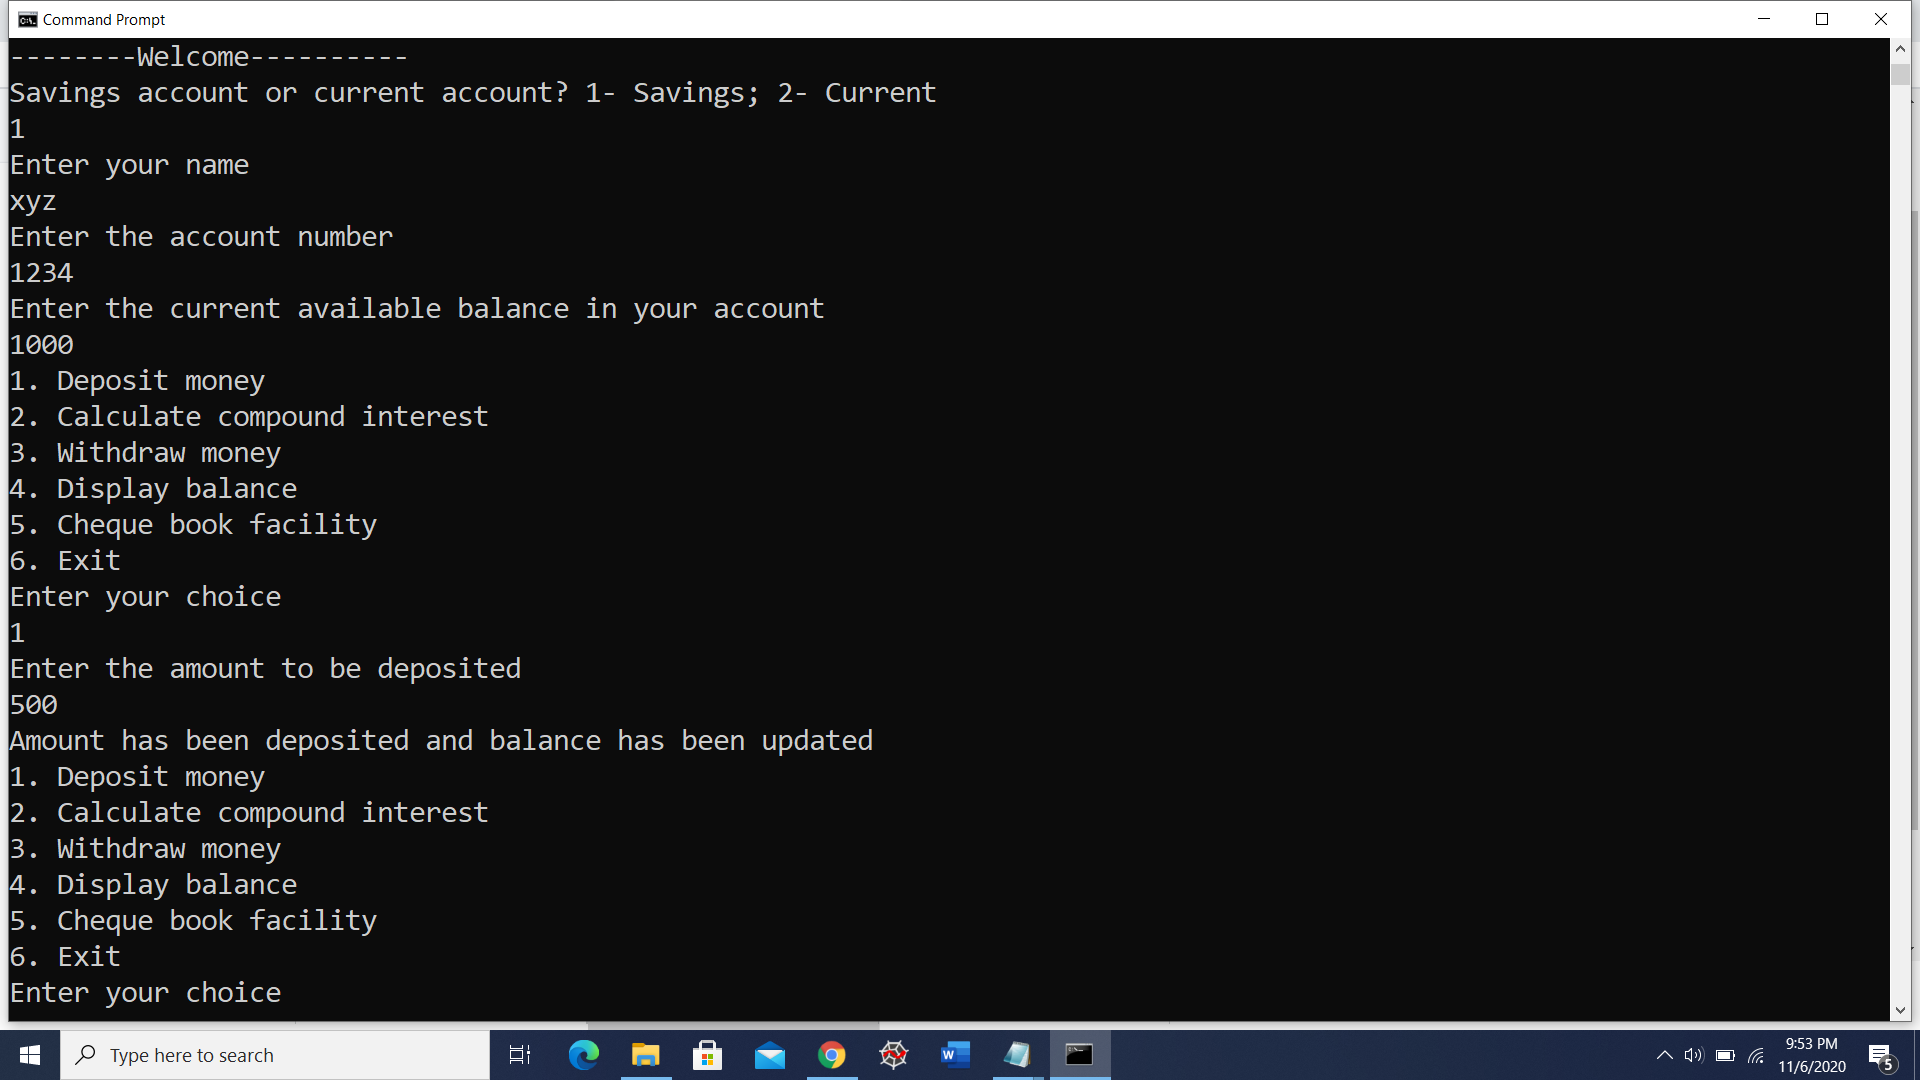 Command Prompt
--------Welcome----------
Savings account or current account? 1- Savings; 2- Current
1
Enter your name
xyz
Enter the account number
1234
Enter the current available balance in your account
1000
1. Deposit money
2. Calculate compound interest
3. Withdraw money
4. Display balance
5. Cheque book facility
6. Exit
Enter your choice
1
Enter the amount to be deposited
500
Amount has been deposited and balance has been updated
1. Deposit money
2. Calculate compound interest
3. Withdraw money
4. Display balance
5. Cheque book facility
6. Exit
Enter your choice
Type here to search
9:53 PM
11/6/2020
5